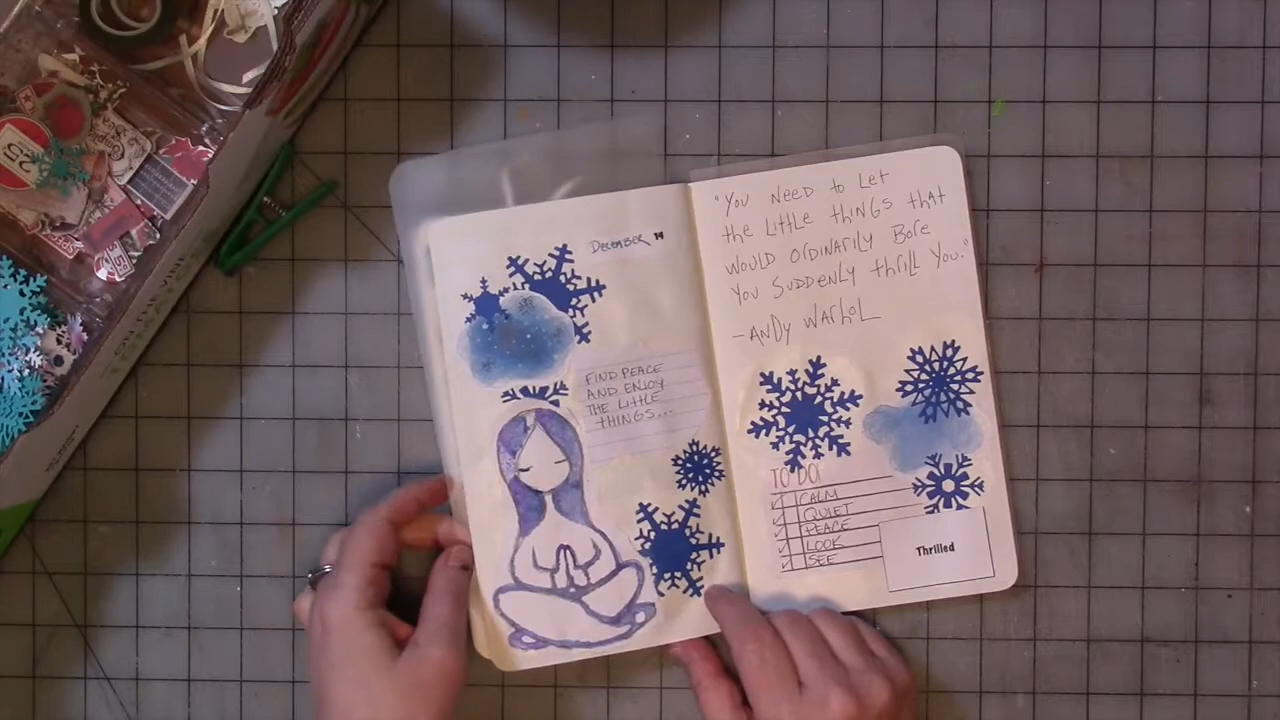 DECEMBER 14
FIND PEACE
AND ENJOY
THE LITTLE
THINGS...
"YOU NEED TO LET
the LittLE thINGS that
WOULD ORDINARILY BORE
YOU SUDDENLY thrILL YOU."
-ANDY WARHOL
TO DO:
CALM
QUIET
PEACE
LOOK
SEE
Thrilled
25